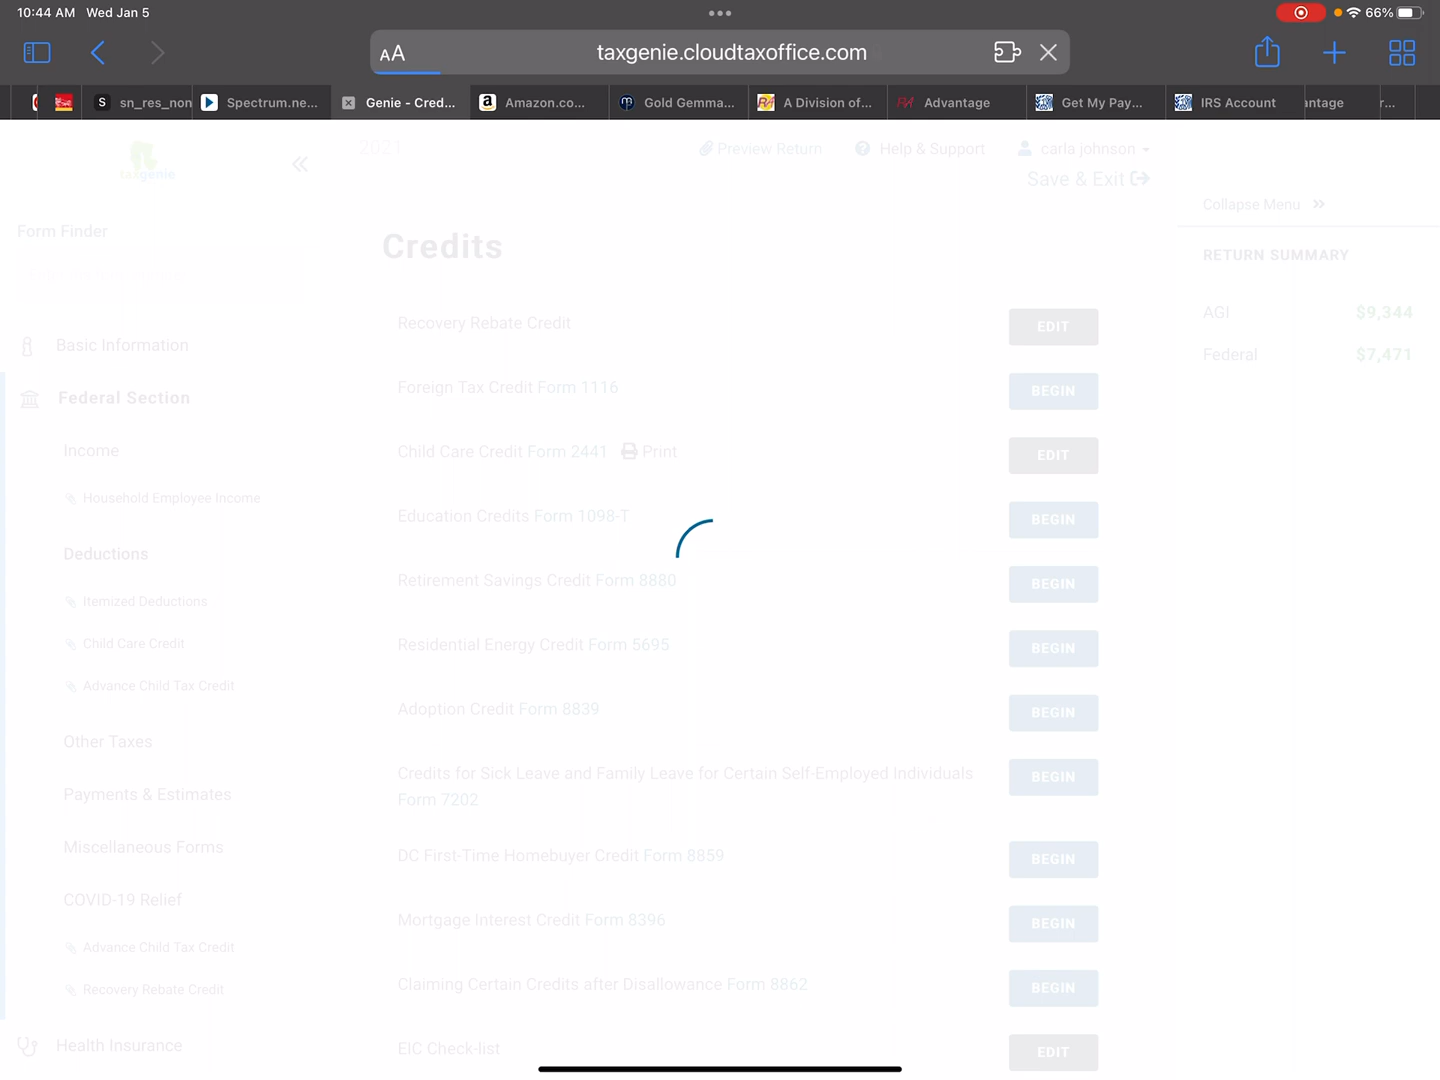 10:44 AM Wed Jan 5
66%
AA
taxgenie.cloudtaxoffice.com
S sn_res_non
Spectrum.ne...
Genie - Cred...
a Amazon.co...
m Gold Gemma...
A Division of...
Advantage
Get My Pay...
IRS Account
antage
r...
taxgenie
2021
Preview Return
Help & Support
carla johnson
Save & Exit
Collapse Menu
Form Finder
Credits
RETURN SUMMARY
AGI $9,344
Federal $7,471
Basic Information
Federal Section
Income
Household Employee Income
Deductions
Itemized Deductions
Child Care Credit
Advance Child Tax Credit
Other Taxes
Payments & Estimates
Miscellaneous Forms
COVID-19 Relief
Advance Child Tax Credit
Recovery Rebate Credit
Health Insurance
Recovery Rebate Credit EDIT
Foreign Tax Credit Form 1116 BEGIN
Child Care Credit Form 2441 Print EDIT
Education Credits Form 1098-T BEGIN
Retirement Savings Credit Form 8880 BEGIN
Residential Energy Credit Form 5695 BEGIN
Adoption Credit Form 8839 BEGIN
Credits for Sick Leave and Family Leave for Certain Self-Employed Individuals
Form 7202 BEGIN
DC First-Time Homebuyer Credit Form 8859 BEGIN
Mortgage Interest Credit Form 8396 BEGIN
Claiming Certain Credits after Disallowance Form 8862 BEGIN
EIC Check-list EDIT